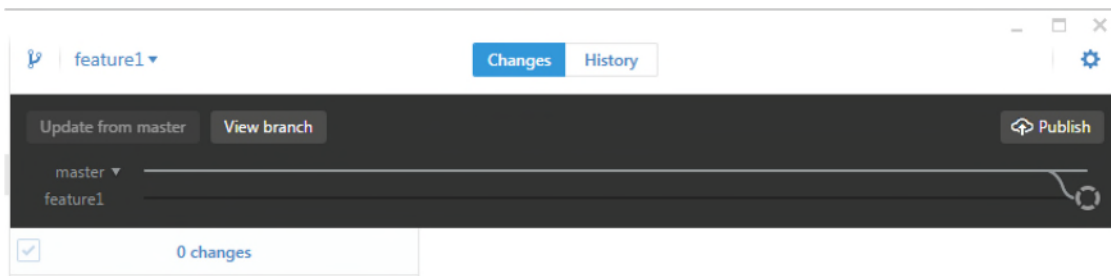 feature1
Changes History
Update from master View branch Publish
master
feature1
0 changes